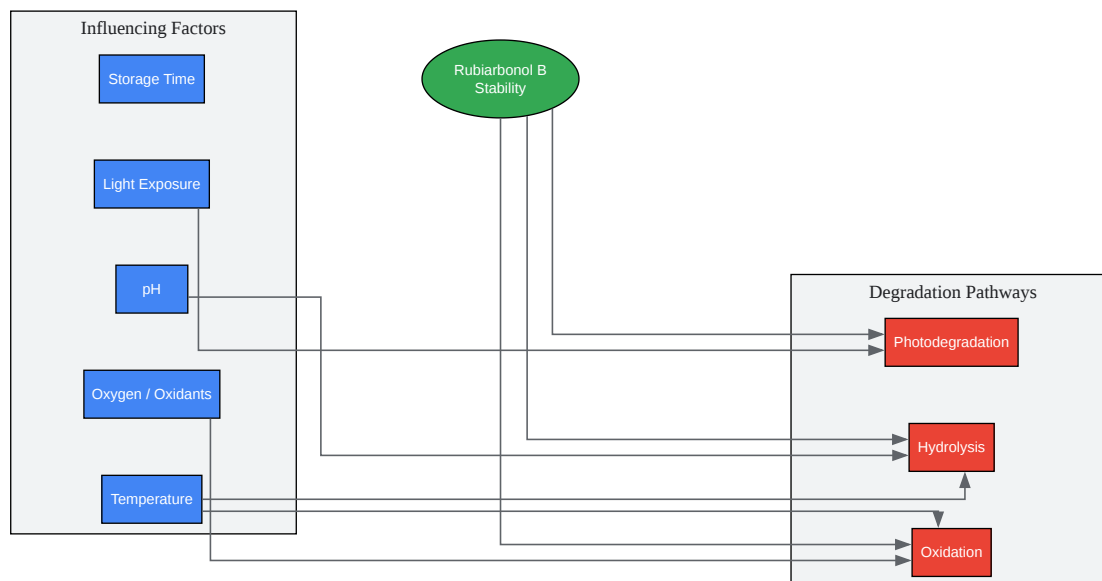 Influencing Factors
Storage Time
Light Exposure
pH
Oxygen / Oxidants
Temperature
Rubiarbonol B
Stability
Degradation Pathways
Photodegradation
Hydrolysis
Oxidation